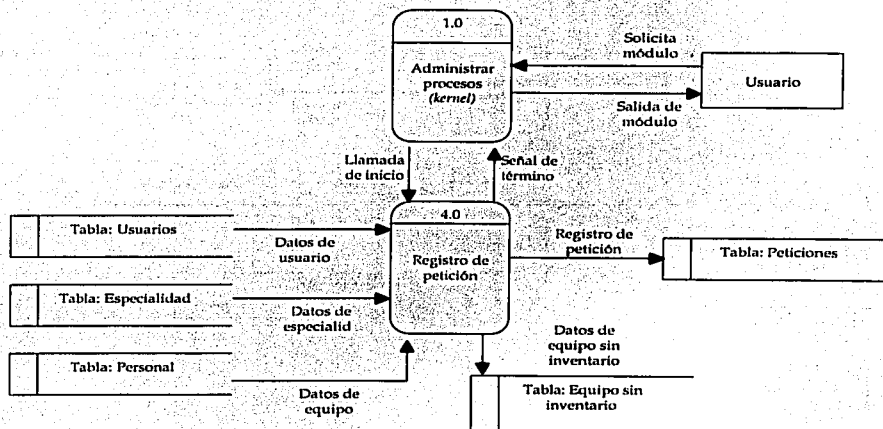 1.0
Administrar
procesos
(kernel)
Solicita
módulo
Usuario
Salida de
módulo
Llamada
de inicio
Señal de
término
4.0
Registro de
petición
Tabla: Usuarios
Datos de
usuario
Tabla: Especialidad
Datos de
especialid
Tabla: Personal
Datos de
equipo
Registro de
petición
Tabla: Peticiones
Datos de
equipo sin
inventario
Tabla: Equipo sin
inventario